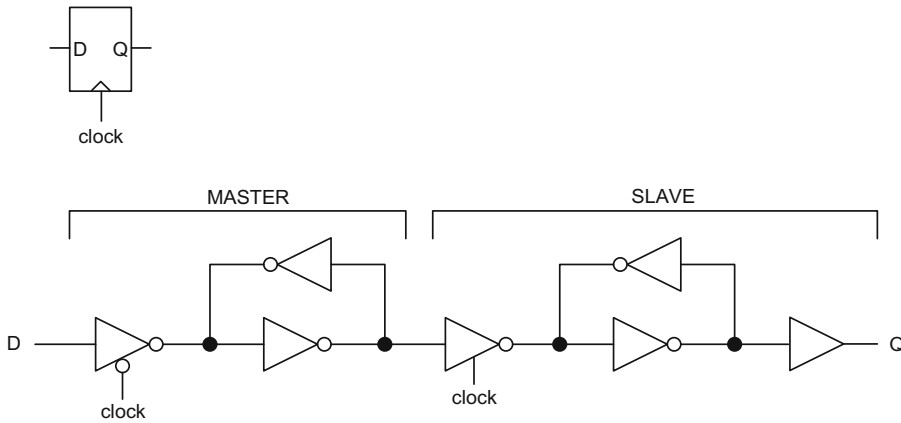 D Q
clock
MASTER SLAVE
D Q
clock clock